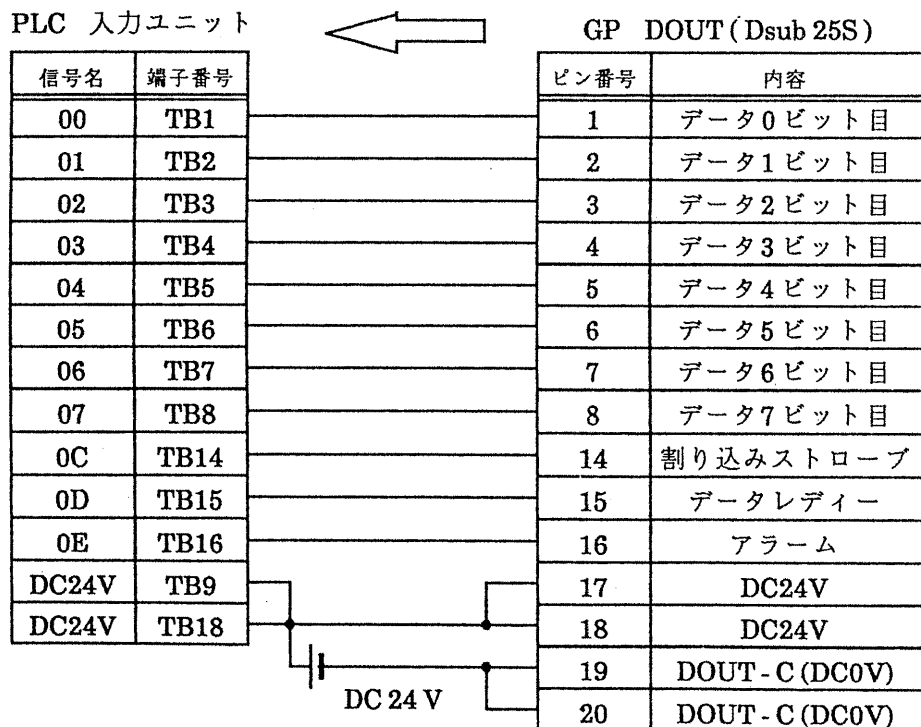 PLC 入力ユニット GP DOUT(Dsub 25S)
信号名 端子番号 ピン番号 内容
00 TB1 1 データ0ビット目
01 TB2 2 データ1ビット目
02 TB3 3 データ2ビット目
03 TB4 4 データ3ビット目
04 TB5 5 データ4ビット目
05 TB6 6 データ5ビット目
06 TB7 7 データ6ビット目
07 TB8 8 データ7ビット目
0C TB14 14 割り込みストローブ
0D TB15 15 データレディー
0E TB16 16 アラーム
DC24V TB9 17 DC24V
DC24V TB18 18 DC24V
19 DOUT-C(DC0V)
DC 24 V
20 DOUT-C(DC0V)